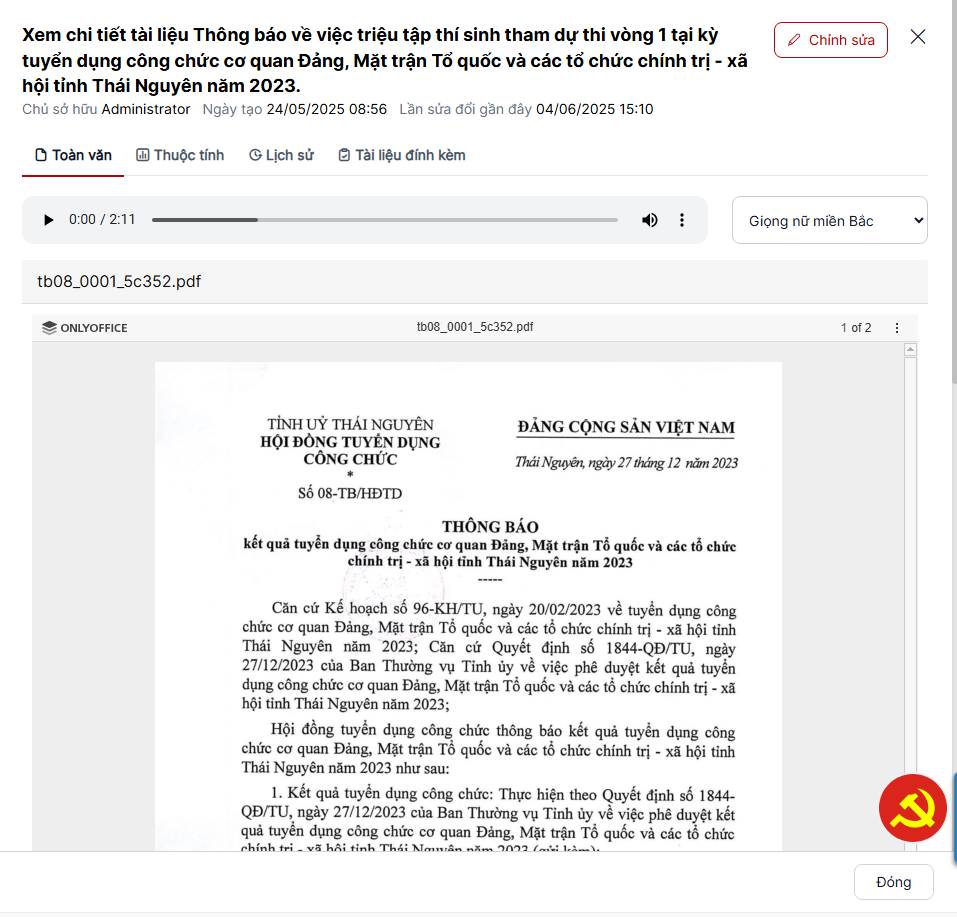 Xem chi tiết tài liệu Thông báo về việc triệu tập thí sinh tham dự thi vòng 1 tại kỳ
tuyển dụng công chức cơ quan Đảng, Mặt trận Tổ quốc và các tổ chức chính trị - xã
hội tỉnh Thái Nguyên năm 2023.
Chỉnh sửa
Chủ sở hữu Administrator Ngày tạo 24/05/2025 08:56 Lần sửa đổi gần đây 04/06/2025 15:10
Toàn văn Thuộc tính Lịch sử Tài liệu đính kèm
0:00 / 2:11
Giọng nữ miền Bắc
tb08_0001_5c352.pdf
ONLYOFFICE tb08_0001_5c352.pdf 1 of 2
TỈNH UỶ THÁI NGUYÊN
HỘI ĐỒNG TUYỂN DỤNG
CÔNG CHỨC
*
Số 08-TB/HĐTD
ĐẢNG CỘNG SẢN VIỆT NAM
Thái Nguyên, ngày 27 tháng 12 năm 2023
THÔNG BÁO
kết quả tuyển dụng công chức cơ quan Đảng, Mặt trận Tổ quốc và các tổ chức
chính trị - xã hội tỉnh Thái Nguyên năm 2023
-----
Căn cứ Kế hoạch số 96-KH/TU, ngày 20/02/2023 về tuyển dụng công
chức cơ quan Đảng, Mặt trận Tổ quốc và các tổ chức chính trị - xã hội tỉnh
Thái Nguyên năm 2023; Căn cứ Quyết định số 1844-QĐ/TU, ngày
27/12/2023 của Ban Thường vụ Tỉnh ủy về việc phê duyệt kết quả tuyển
dụng công chức cơ quan Đảng, Mặt trận Tổ quốc và các tổ chức chính trị - xã
hội tỉnh Thái Nguyên năm 2023;
Hội đồng tuyển dụng công chức thông báo kết quả tuyển dụng công
chức cơ quan Đảng, Mặt trận Tổ quốc và các tổ chức chính trị - xã hội tỉnh
Thái Nguyên năm 2023 như sau:
1. Kết quả tuyển dụng công chức: Thực hiện theo Quyết định số 1844-
QĐ/TU, ngày 27/12/2023 của Ban Thường vụ Tỉnh ủy về việc phê duyệt kết
quả tuyển dụng công chức cơ quan Đảng, Mặt trận Tổ quốc và các tổ chức
chính trị - xã hội tỉnh Thái Nguyên năm 2023 (gửi kèm);
Đóng